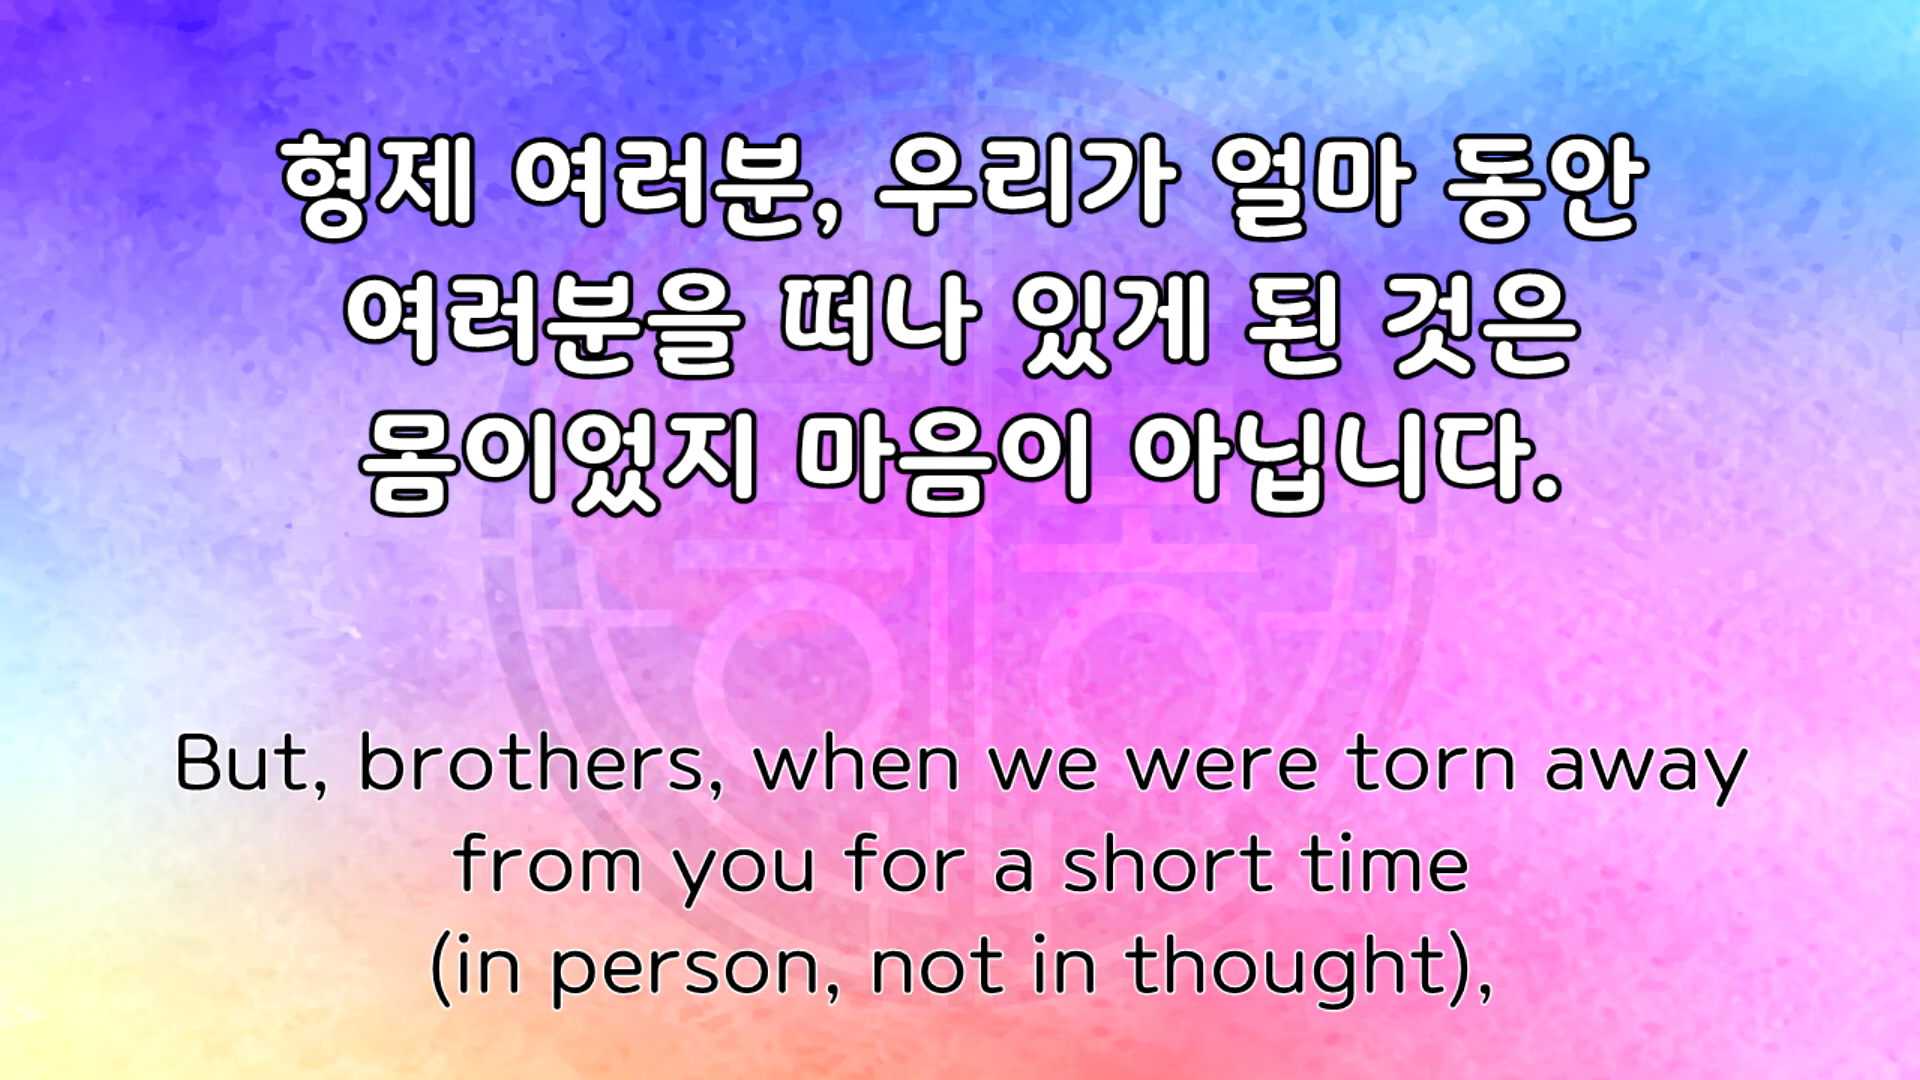 형제 여러분, 우리가 얼마 동안
여러분을 떠나 있게 된 것은
몸이었지 마음이 아닙니다.
But, brothers, when we were torn away
from you for a short time
(in person, not in thought),